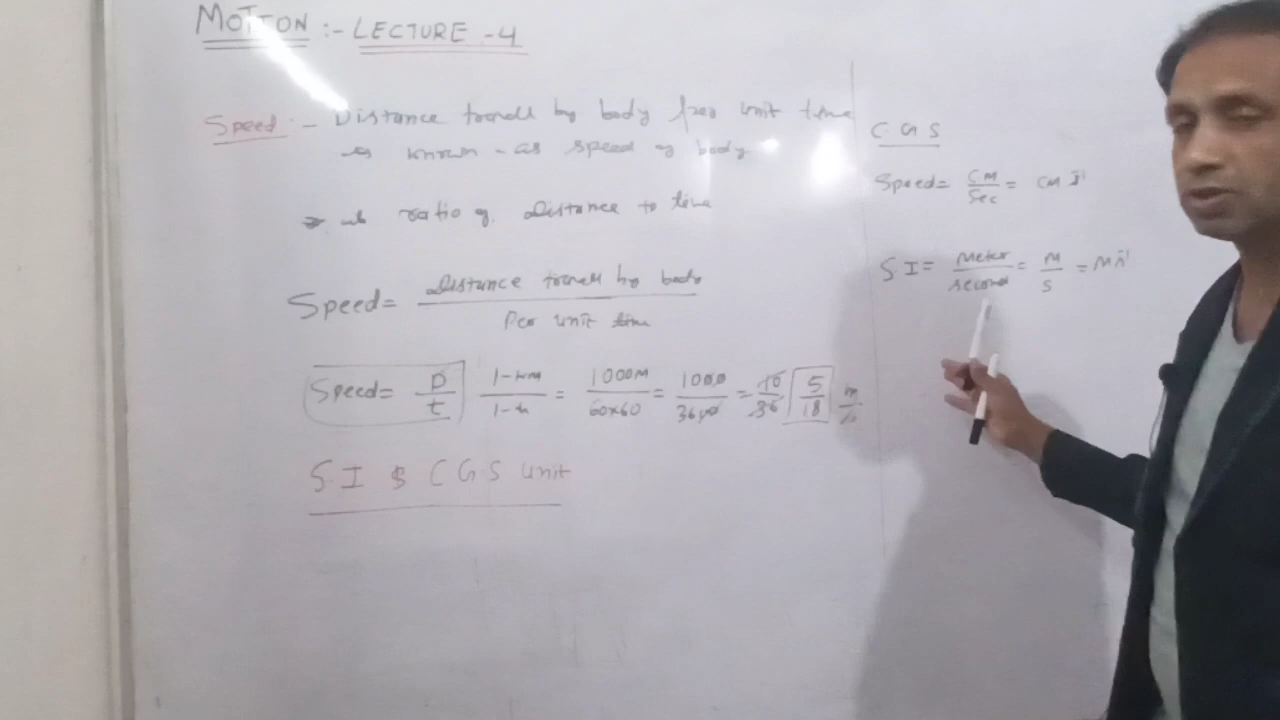 MOTION :- LECTURE -4
Speed :- Distance travell by body per unit time
is known - as speed of body
ratio of Distance to time
Speed= Distance travell by body
Per unit time
Speed= D/t 1-km/1-h = 1000M/60x60 = 1000/3600 = 10/36 5/18 m/s
S.I & C G S unit
C G S
Speed= CM/Sec = CM S⁻¹
S I = Meter/second = M/S = M S⁻¹